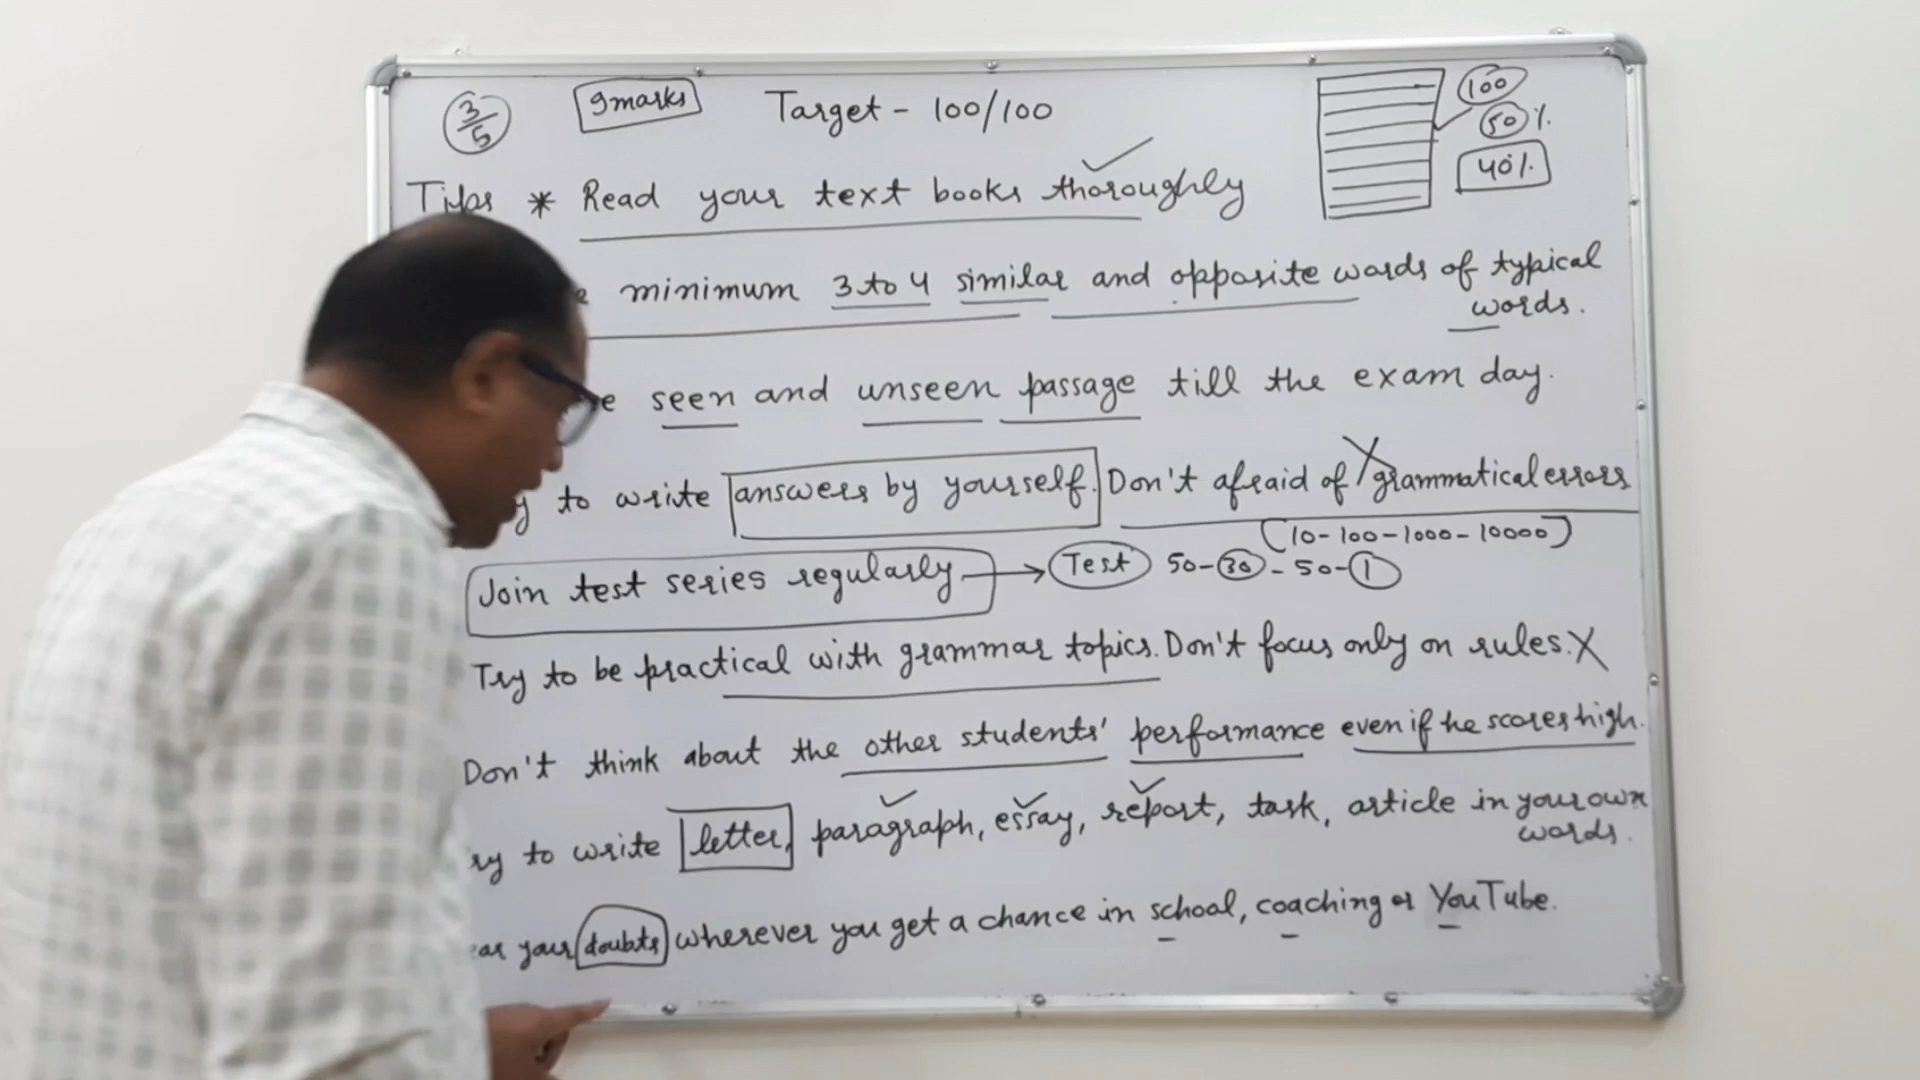 3/5 9marks Target - 100/100
100
50%
40%
Tips * Read your text books thoroughly
minimum 3 to 4 similar and opposite words of typical
words.
seen and unseen passage till the exam day.
to write answers by yourself. Don't afraid of grammatical errors
(10-100-1000-10000)
Join test series regularly → Test 50-30-50-1
Try to be practical with grammar topics. Don't focus only on rules. X
Don't think about the other students' performance even if he scores high.
ry to write letter, paragraph, essay, report, task, article in your own
words.
ear your doubts wherever you get a chance in school, coaching or YouTube.